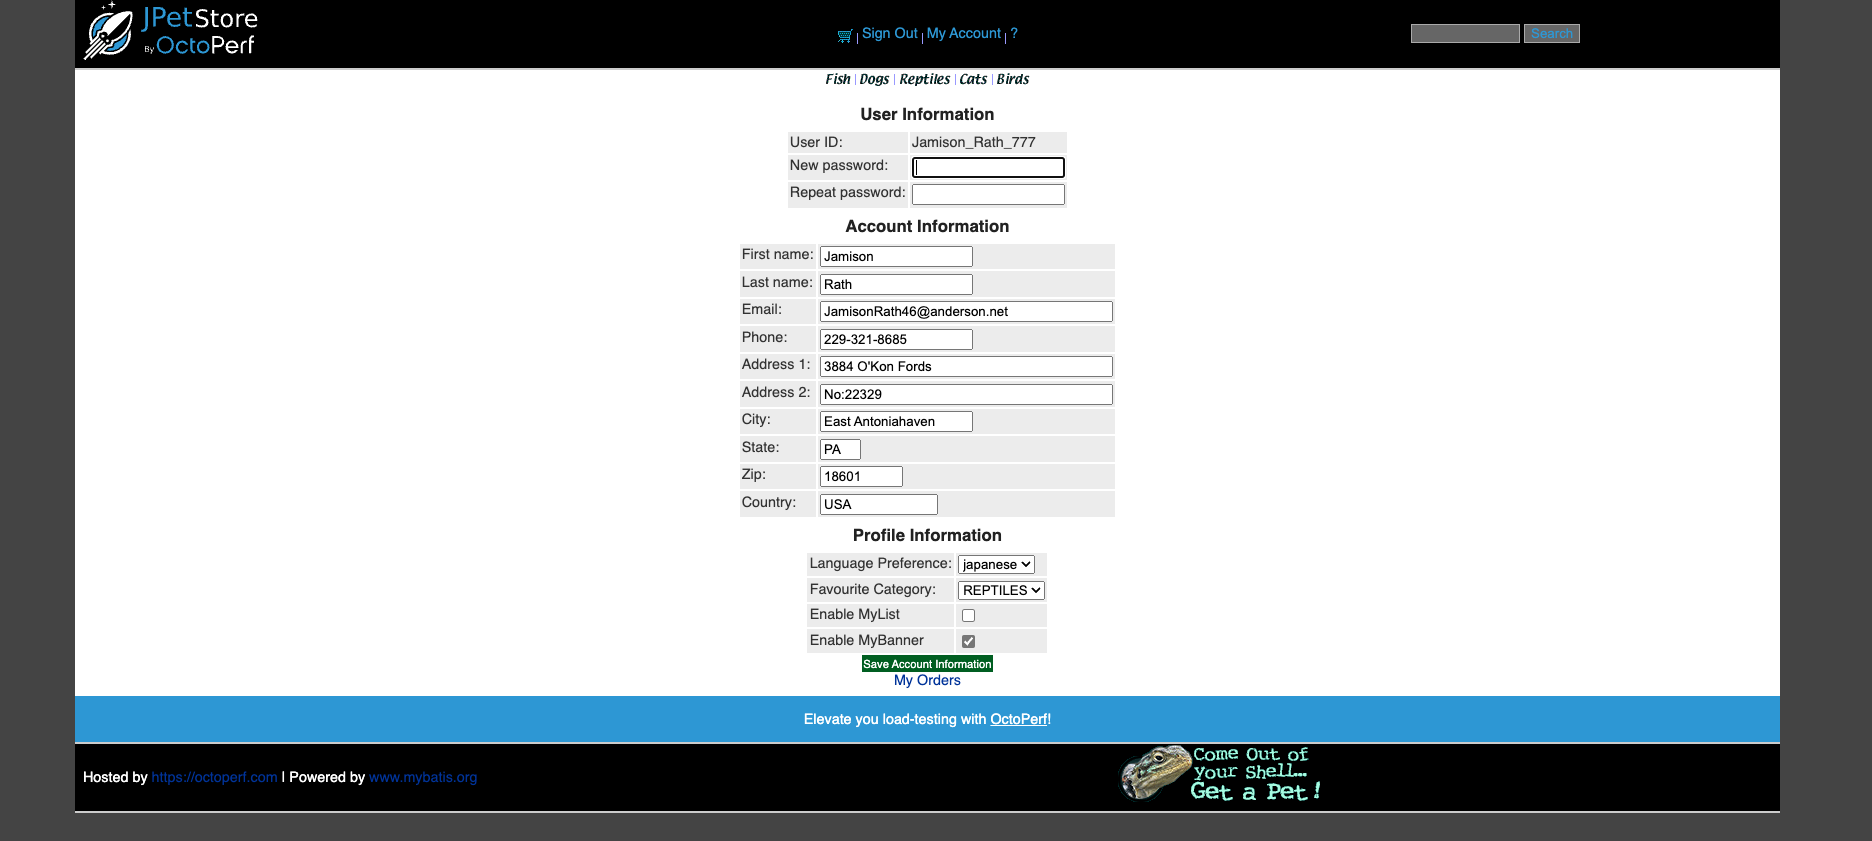 JPetStore
By OctoPerf
| Sign Out | My Account | ?
Search
Fish | Dogs | Reptiles | Cats | Birds
User Information
User ID: Jamison_Rath_777
New password:
Repeat password:
Account Information
First name: Jamison
Last name: Rath
Email: JamisonRath46@anderson.net
Phone: 229-321-8685
Address 1: 3884 O'Kon Fords
Address 2: No:22329
City: East Antoniahaven
State: PA
Zip: 18601
Country: USA
Profile Information
Language Preference: japanese
Favourite Category: REPTILES
Enable MyList
Enable MyBanner
Save Account Information
My Orders
Elevate you load-testing with OctoPerf!
Come Out of
your Shell...
Get a Pet!
Hosted by https://octoperf.com | Powered by www.mybatis.org